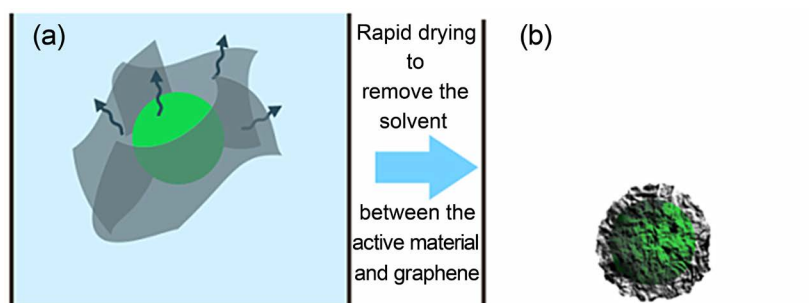 (a)
Rapid drying
to
remove the
solvent
between the
active material
and graphene
(b)